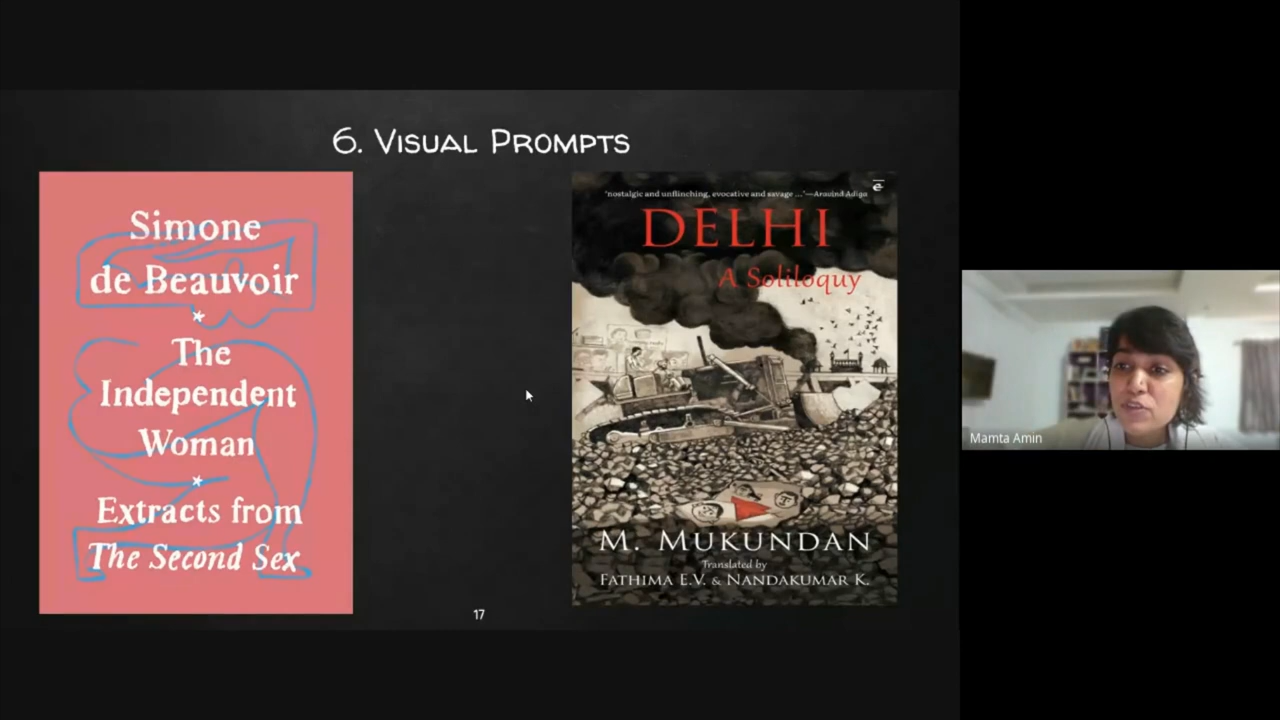 6. Visual Prompts
Simone
de Beauvoir
*
The
Independent
Woman
*
Extracts from
The Second Sex
"nostalgic and unflinching, evocative and savage ..."—Aravind Adiga
DELHI
A Soliloquy
M. MUKUNDAN
Translated by
FATHIMA E.V. & NANDAKUMAR K.
17
Mamta Amin